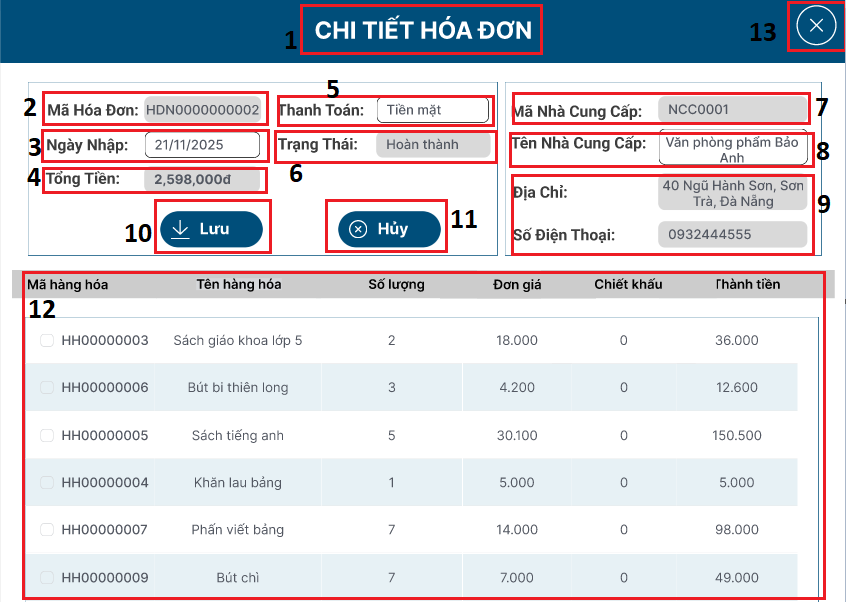 1 CHI TIẾT HÓA ĐƠN 13
2 Mã Hóa Đơn: HDN0000000002
5 Thanh Toán: Tiền mặt
3 Ngày Nhập: 21/11/2025
Trạng Thái: Hoàn thành
6
4 Tổng Tiền: 2,598,000đ
10 Lưu
Hủy 11
Mã Nhà Cung Cấp: NCC0001 7
Tên Nhà Cung Cấp: Văn phòng phẩm Bảo
Anh 8
Địa Chỉ: 40 Ngũ Hành Sơn, Sơn
Trà, Đà Nẵng 9
Số Điện Thoại: 0932444555
Mã hàng hóa Tên hàng hóa Số lượng Đơn giá Chiết khấu Thành tiền
12
HH00000003 Sách giáo khoa lớp 5 2 18.000 0 36.000
HH00000006 Bút bi thiên long 3 4.200 0 12.600
HH00000005 Sách tiếng anh 5 30.100 0 150.500
HH00000004 Khăn lau bảng 1 5.000 0 5.000
HH00000007 Phấn viết bảng 7 14.000 0 98.000
HH00000009 Bút chì 7 7.000 0 49.000